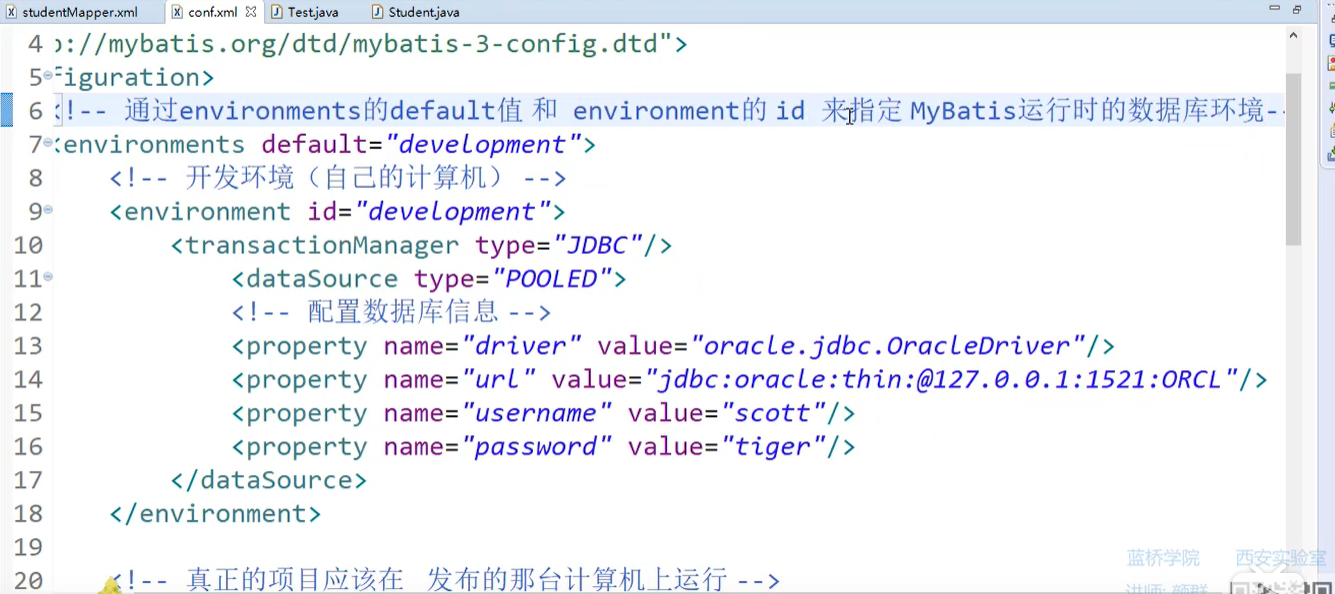 studentMapper.xml conf.xml Test.java Student.java
4 ://mybatis.org/dtd/mybatis-3-config.dtd">
5 figuration>
6 <!-- 通过environments的default值 和 environment的 id 来指定 MyBatis运行时的数据库环境--
7 <environments default="development">
8 <!-- 开发环境（自己的计算机） -->
9 <environment id="development">
10 <transactionManager type="JDBC"/>
11 <dataSource type="POOLED">
12 <!-- 配置数据库信息 -->
13 <property name="driver" value="oracle.jdbc.OracleDriver"/>
14 <property name="url" value="jdbc:oracle:thin:@127.0.0.1:1521:ORCL"/>
15 <property name="username" value="scott"/>
16 <property name="password" value="tiger"/>
17 </dataSource>
18 </environment>
19
20 <!-- 真正的项目应该在 发布的那台计算机上运行 -->
蓝桥学院 西安实验室
讲师: 颜群